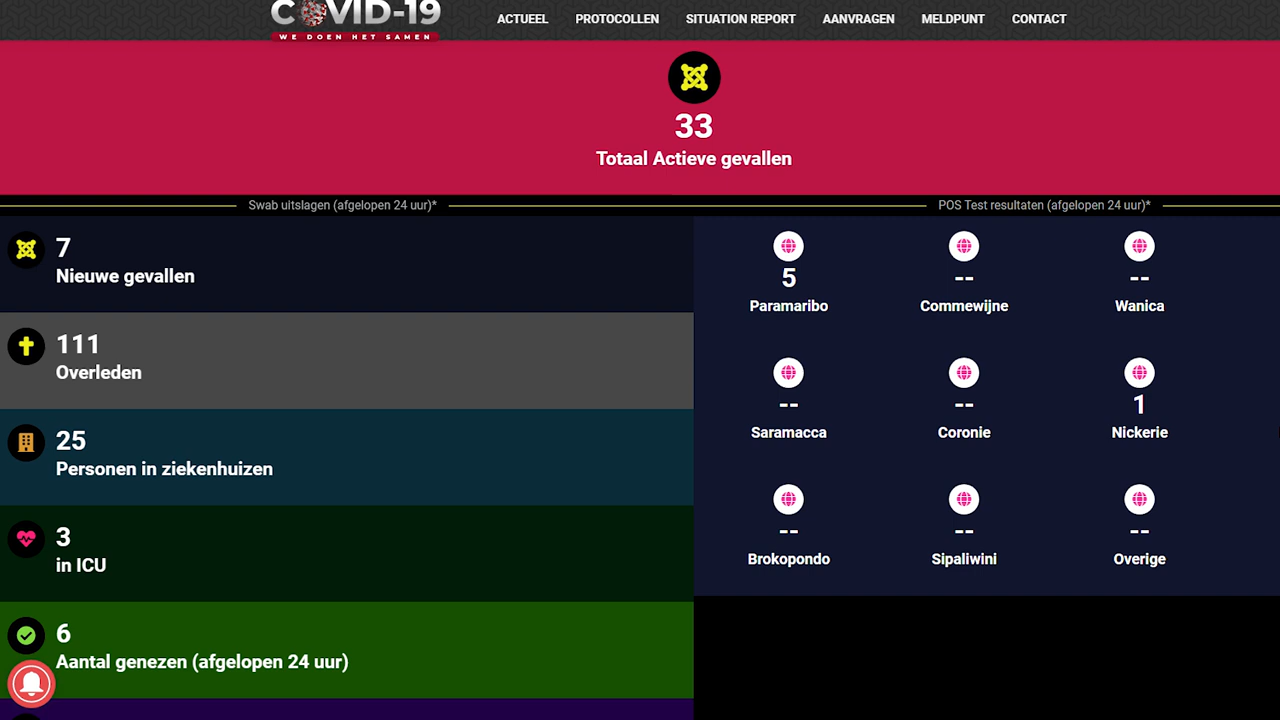 COVID-19
WE DOEN HET SAMEN
ACTUEEL PROTOCOLLEN SITUATION REPORT AANVRAGEN MELDPUNT CONTACT
33
Totaal Actieve gevallen
Swab uitslagen (afgelopen 24 uur)*
7
Nieuwe gevallen
111
Overleden
25
Personen in ziekenhuizen
3
in ICU
6
Aantal genezen (afgelopen 24 uur)
POS Test resultaten (afgelopen 24 uur)*
5 -- --
Paramaribo Commewijne Wanica
-- -- 1
Saramacca Coronie Nickerie
-- -- --
Brokopondo Sipaliwini Overige